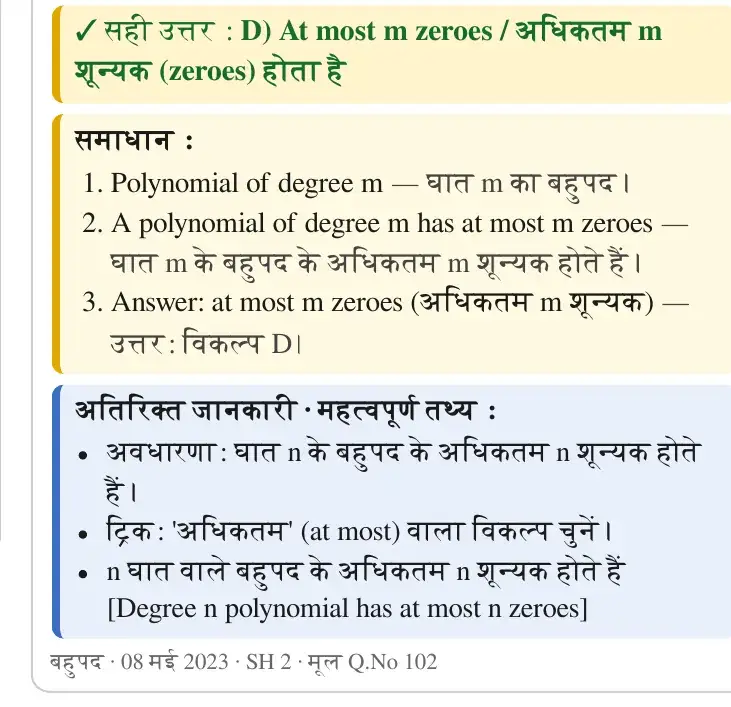 ✓ सही उत्तर : D) At most m zeroes / अधिकतम m
शून्यक (zeroes) होता है
समाधान :
1. Polynomial of degree m — घात m का बहुपद।
2. A polynomial of degree m has at most m zeroes —
घात m के बहुपद के अधिकतम m शून्यक होते हैं।
3. Answer: at most m zeroes (अधिकतम m शून्यक) —
उत्तर : विकल्प D।
अतिरिक्त जानकारी · महत्वपूर्ण तथ्य :
• अवधारणा : घात n के बहुपद के अधिकतम n शून्यक होते
हैं।
• ट्रिक : 'अधिकतम' (at most) वाला विकल्प चुनें।
• n घात वाले बहुपद के अधिकतम n शून्यक होते हैं
[Degree n polynomial has at most n zeroes]
बहुपद · 08 मई 2023 · SH 2 · मूल Q.No 102